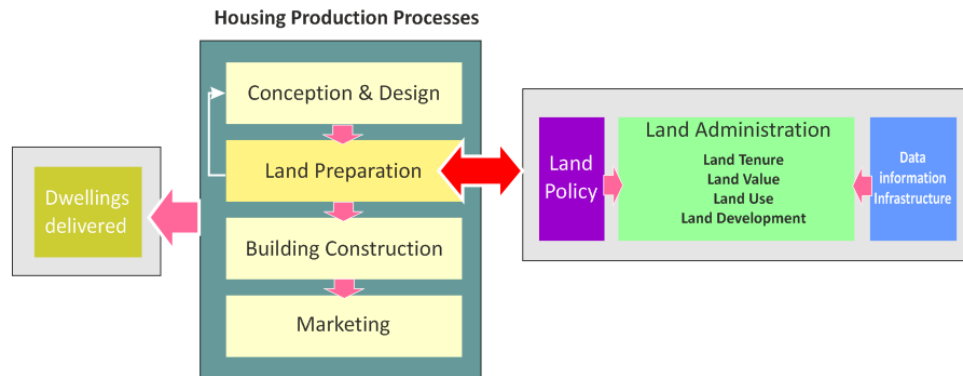 Housing Production Processes
Conception & Design
Land Preparation
Building Construction
Marketing
Dwellings
delivered
Land
Policy
Land Administration
Land Tenure
Land Value
Land Use
Land Development
Data
information
Infrastructure